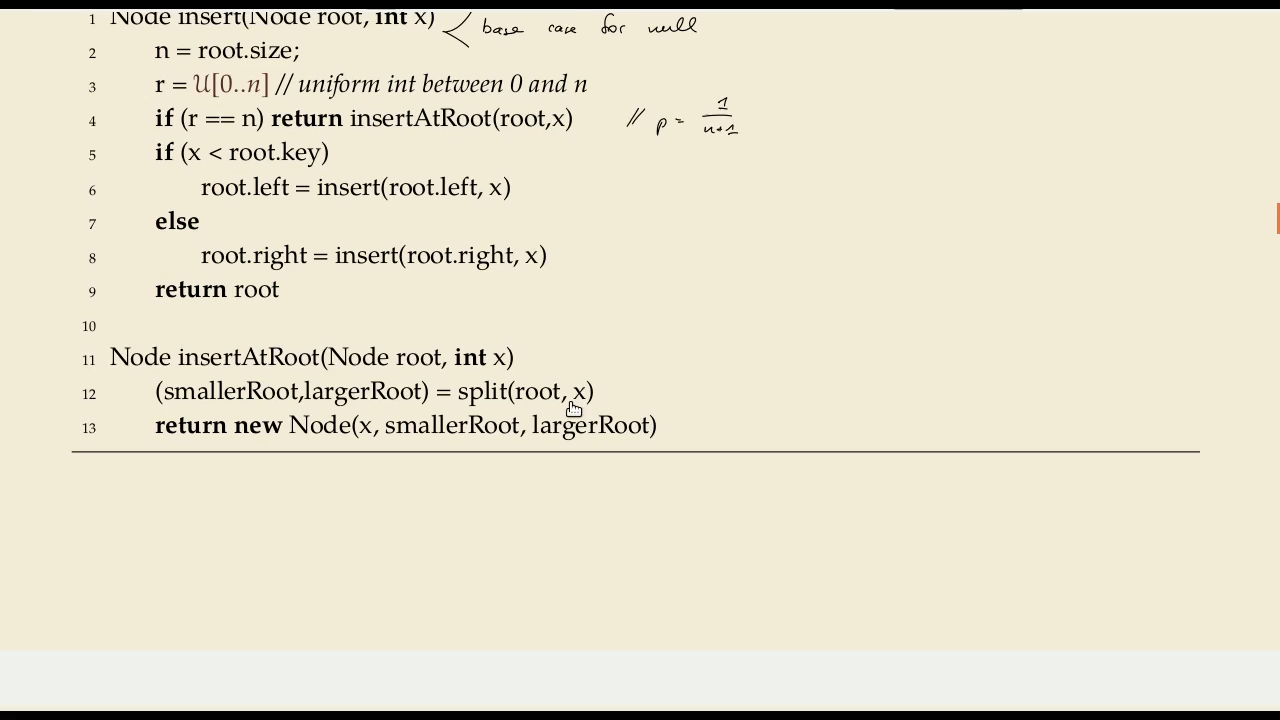 1 Node insert(Node root, int x) base case for null
2 n = root.size;
3 r = 𝒰[0..n] // uniform int between 0 and n
4 if (r == n) return insertAtRoot(root,x) // p = 1/n+1
5 if (x < root.key)
6 root.left = insert(root.left, x)
7 else
8 root.right = insert(root.right, x)
9 return root
10
11 Node insertAtRoot(Node root, int x)
12 (smallerRoot,largerRoot) = split(root, x)
13 return new Node(x, smallerRoot, largerRoot)